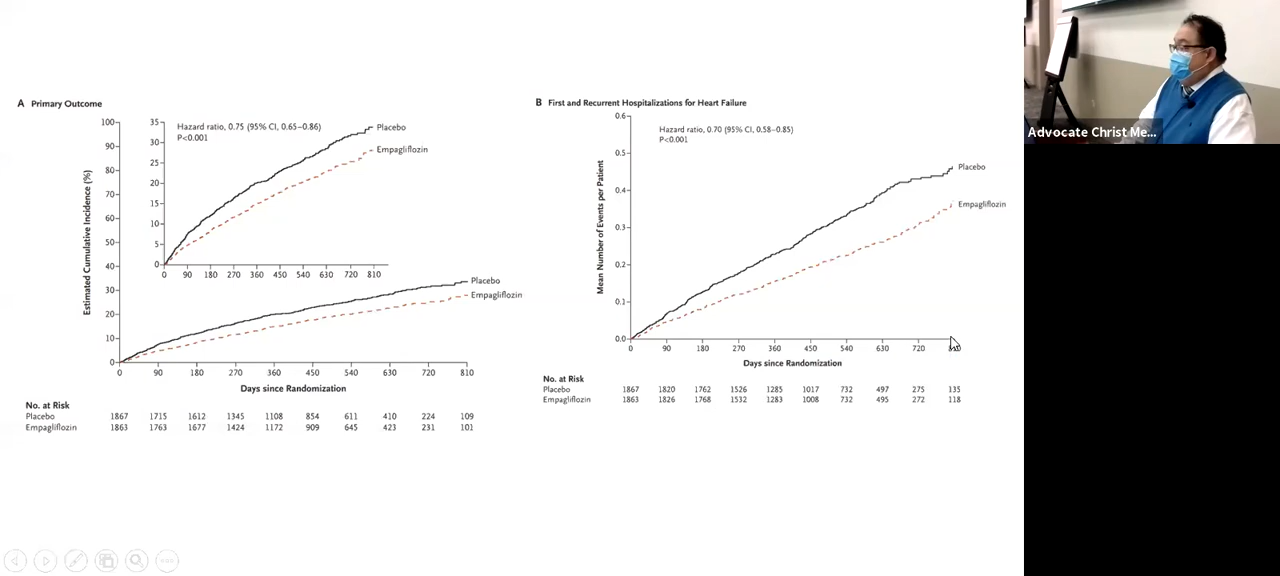 A Primary Outcome
100
90
80
70
60
50
40
30
20
10
0
Estimated Cumulative Incidence (%)
35
30
25
20
15
10
5
0
Hazard ratio, 0.75 (95% CI, 0.65–0.86)
P<0.001
Placebo
Empagliflozin
0 90 180 270 360 450 540 630 720 810
Placebo
Empagliflozin
0 90 180 270 360 450 540 630 720 810
Days since Randomization
No. at Risk
Placebo 1867 1715 1612 1345 1108 854 611 410 224 109
Empagliflozin 1863 1763 1677 1424 1172 909 645 423 231 101
B First and Recurrent Hospitalizations for Heart Failure
0.6
0.5
0.4
0.3
0.2
0.1
0.0
Mean Number of Events per Patient
Hazard ratio, 0.70 (95% CI, 0.58–0.85)
P<0.001
Placebo
Empagliflozin
0 90 180 270 360 450 540 630 720
Days since Randomization
No. at Risk
Placebo 1867 1820 1762 1526 1285 1017 732 497 275 135
Empagliflozin 1863 1826 1768 1532 1283 1008 732 495 272 118
Advocate Christ Me...